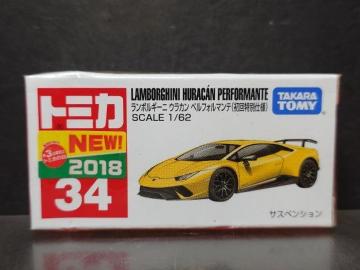 LAMBORGHINI HURACÁN PERFORMANTE
ランボルギーニ ウラカン ペルフォルマンテ(初回特別仕様)
SCALE 1/62
TAKARA TOMY
トミカ
NEW!
2018
34
サスペンション